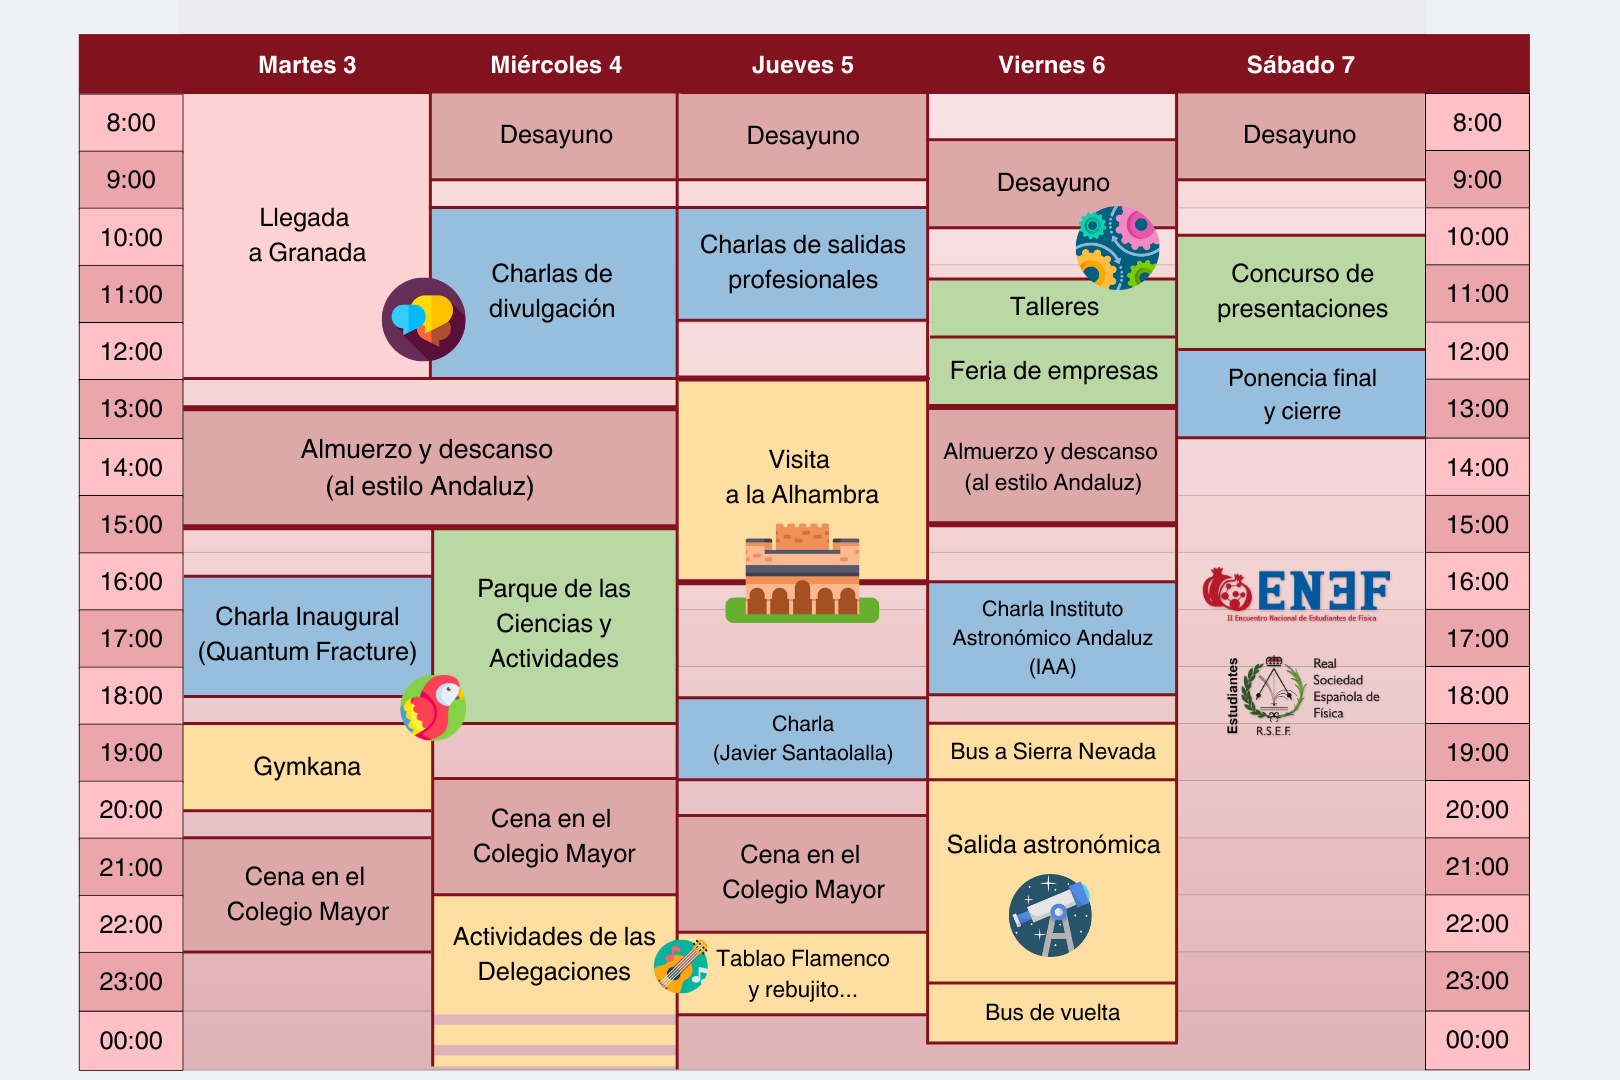 Martes 3
Miércoles 4
Jueves 5
Viernes 6
Sábado 7
8:00
9:00
10:00
11:00
12:00
13:00
14:00
15:00
16:00
17:00
18:00
19:00
20:00
21:00
22:00
23:00
00:00
Llegada
a Granada
Almuerzo y descanso
(al estilo Andaluz)
Charla Inaugural
(Quantum Fracture)
Gymkana
Cena en el
Colegio Mayor
Desayuno
Charlas de
divulgación
Parque de las
Ciencias y
Actividades
Cena en el
Colegio Mayor
Actividades de las
Delegaciones
Desayuno
Charlas de salidas
profesionales
Visita
a la Alhambra
Charla
(Javier Santaolalla)
Cena en el
Colegio Mayor
Tablao Flamenco
y rebujito...
Desayuno
Talleres
Feria de empresas
Almuerzo y descanso
(al estilo Andaluz)
Charla Instituto
Astronómico Andaluz
(IAA)
Bus a Sierra Nevada
Salida astronómica
Bus de vuelta
Desayuno
Concurso de
presentaciones
Ponencia final
y cierre
ENEF
II Encuentro Nacional de Estudiantes de Física
Estudiantes
R.S.E.F.
Real
Sociedad
Española de
Física
8:00
9:00
10:00
11:00
12:00
13:00
14:00
15:00
16:00
17:00
18:00
19:00
20:00
21:00
22:00
23:00
00:00